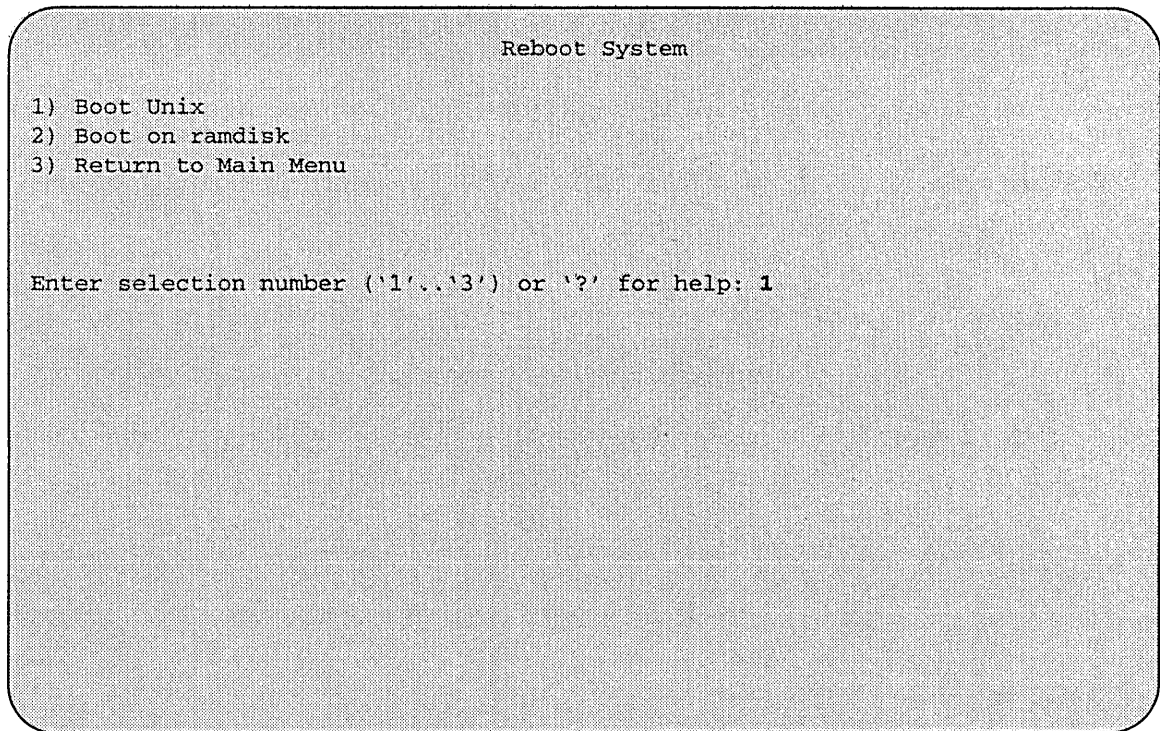 Reboot System
1) Boot Unix
2) Boot on ramdisk
3) Return to Main Menu
Enter selection number (‘1’..‘3’) or ‘?’ for help: 1